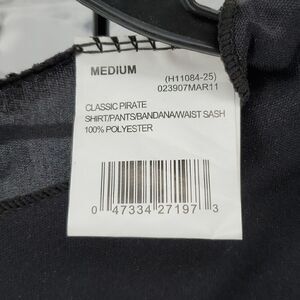 MEDIUM
(H11084-25)
023907MAR11
CLASSIC PIRATE
SHIRT/PANTS/BANDANA/WAIST SASH
100% POLYESTER
0 47334 27197 3